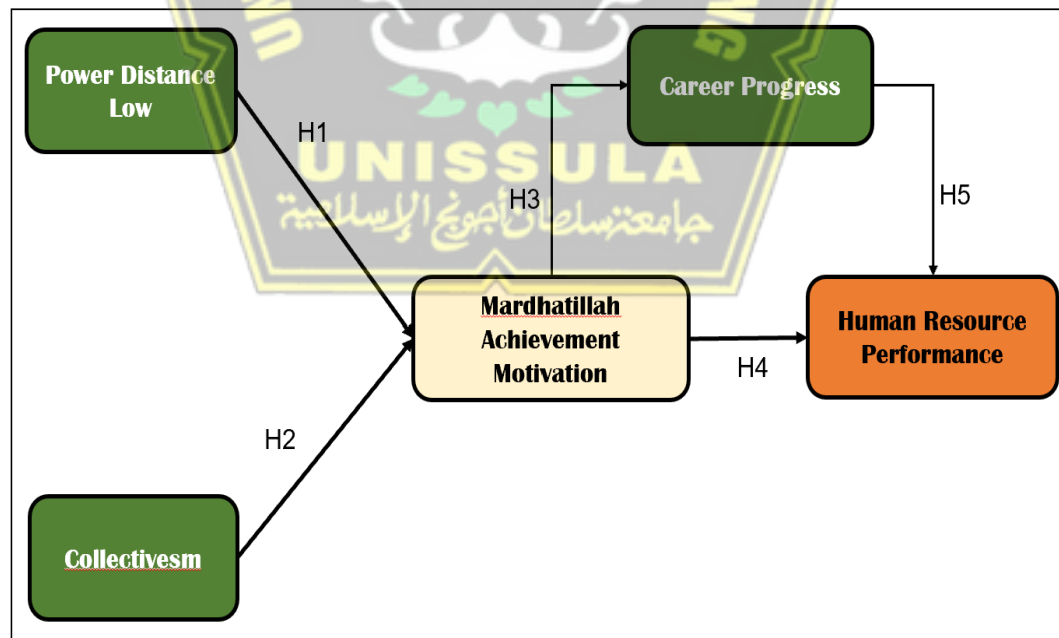 Power Distance
Low
Career Progress
H1
UNISSULA
جامعة سلطان أجونج الإسلامية
H3
H5
Mardhatillah
Achievement
Motivation
Human Resource
Performance
H4
H2
Collectivesm